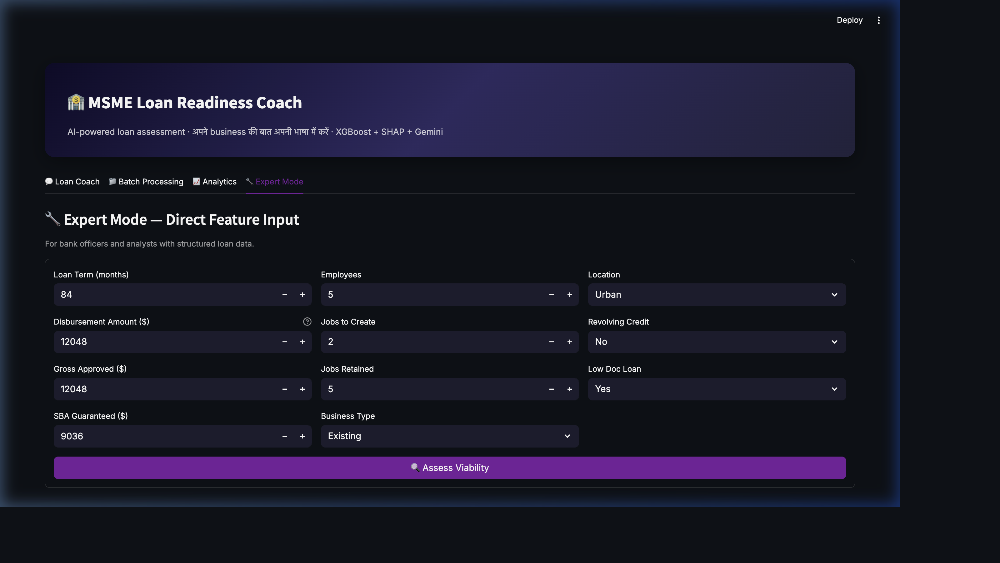 Deploy
MSME Loan Readiness Coach
AI-powered loan assessment · अपने business की बात अपनी भाषा में करें · XGBoost + SHAP + Gemini
Loan Coach Batch Processing Analytics Expert Mode
Expert Mode — Direct Feature Input
For bank officers and analysts with structured loan data.
Loan Term (months) Employees Location
84 − + 5 − + Urban
Disbursement Amount ($) Jobs to Create Revolving Credit
12048 − + 2 − + No
Gross Approved ($) Jobs Retained Low Doc Loan
12048 − + 5 − + Yes
SBA Guaranteed ($) Business Type
9036 − + Existing
Assess Viability